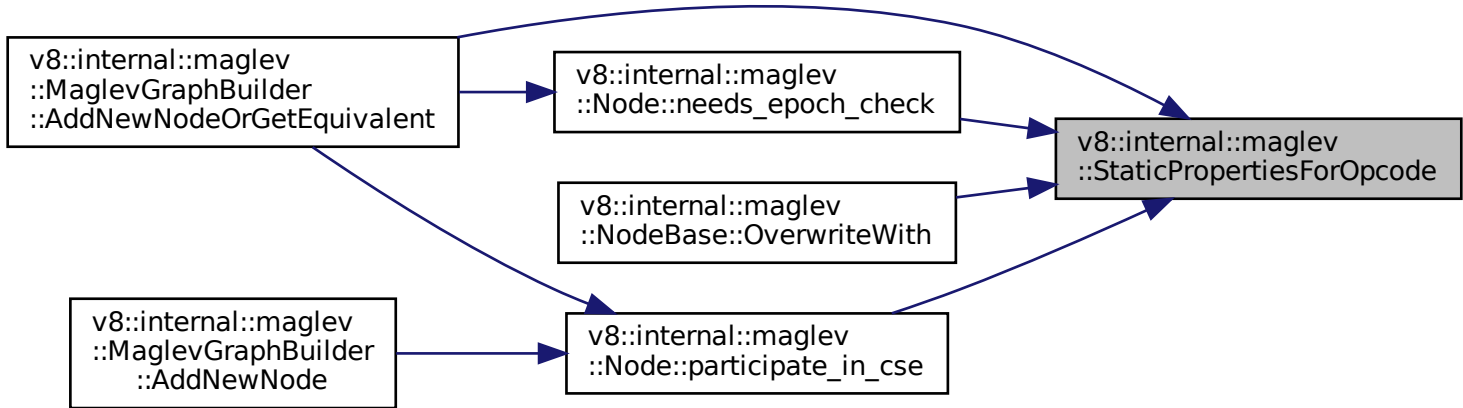 v8::internal::maglev
::MaglevGraphBuilder
::AddNewNodeOrGetEquivalent
v8::internal::maglev
::Node::needs_epoch_check
v8::internal::maglev
::StaticPropertiesForOpcode
v8::internal::maglev
::NodeBase::OverwriteWith
v8::internal::maglev
::MaglevGraphBuilder
::AddNewNode
v8::internal::maglev
::Node::participate_in_cse